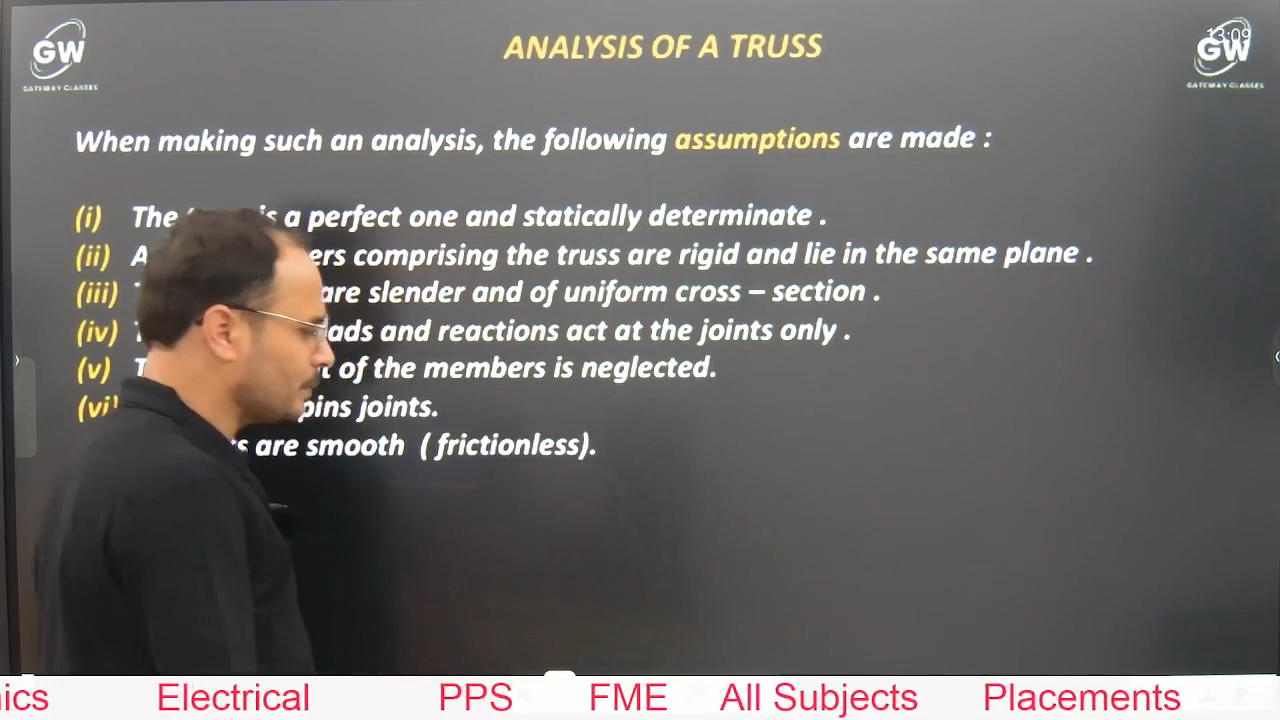 GW
GATEWAY CLASSES
ANALYSIS OF A TRUSS
13:09
GW
GATEWAY CLASSES
When making such an analysis, the following assumptions are made :
(i) The is a perfect one and statically determinate .
(ii) comprising the truss are rigid and lie in the same plane .
(iii) are slender and of uniform cross – section .
(iv) and reactions act at the joints only .
(v) of the members is neglected.
(vi) pins joints.
are smooth ( frictionless).
Electrical PPS FME All Subjects Placements